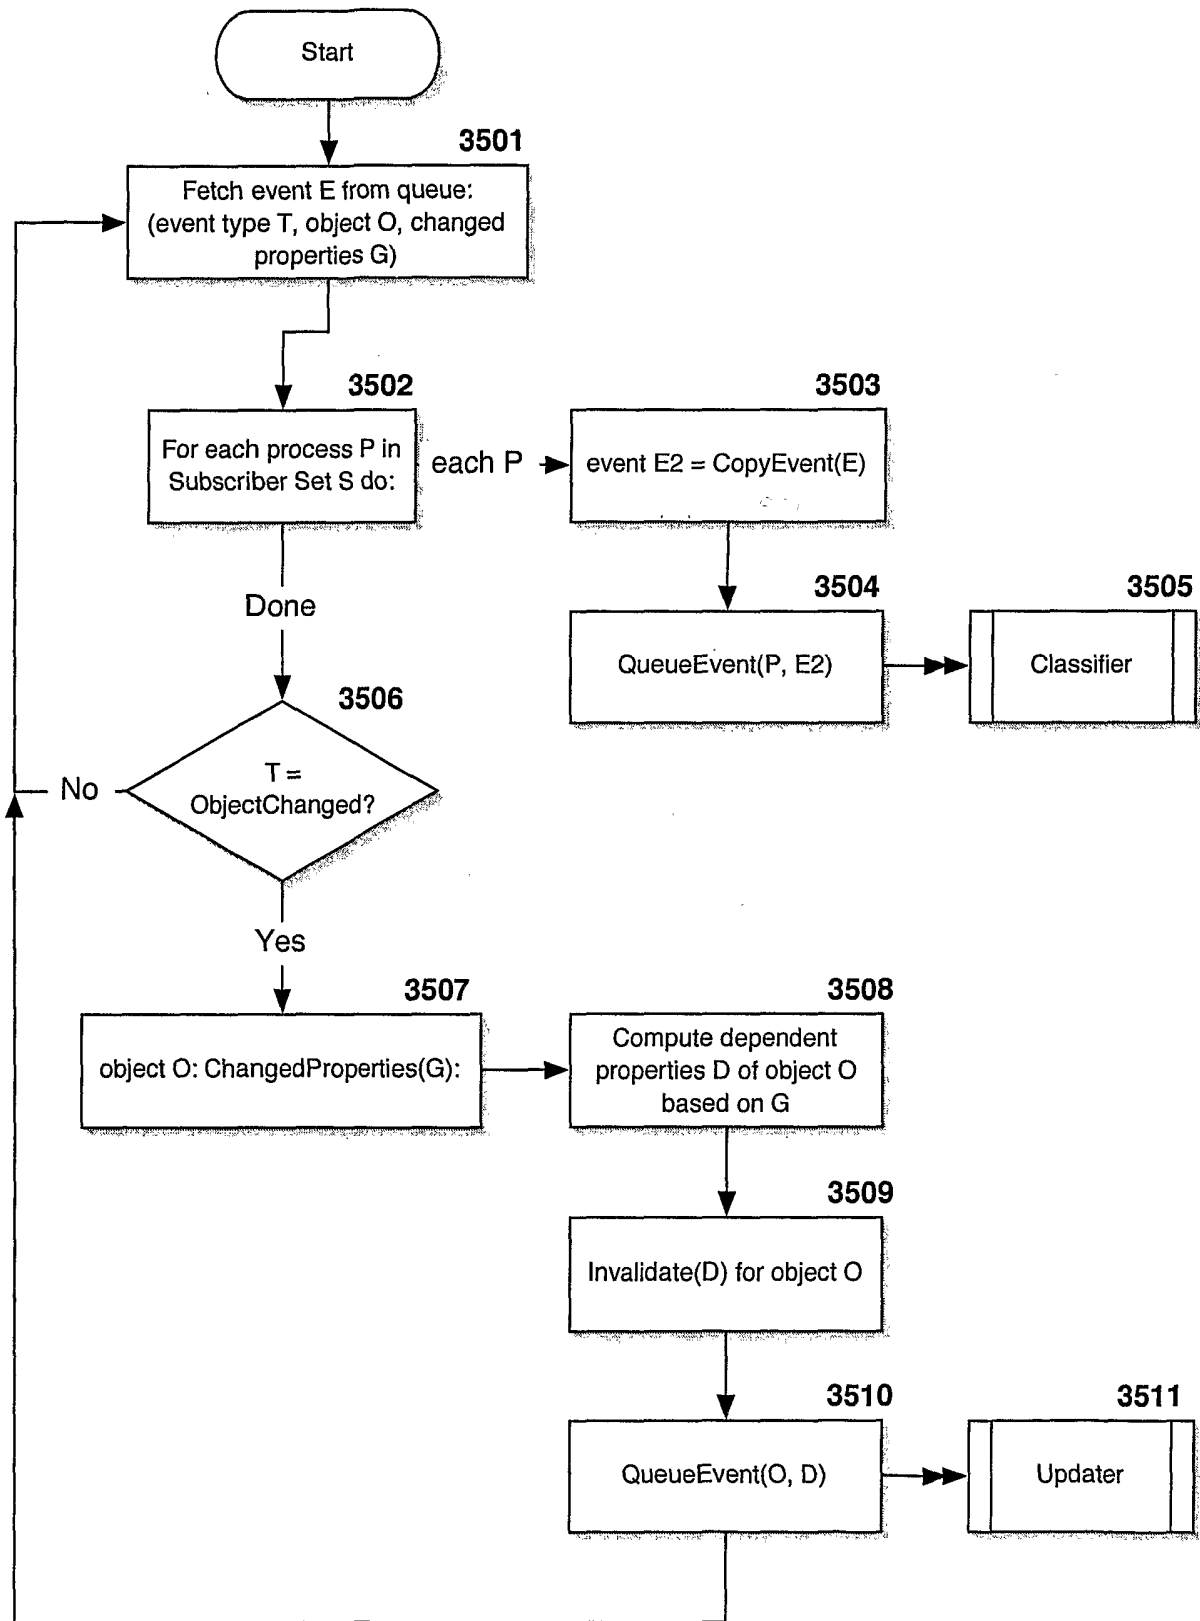 Start
3501
Fetch event E from queue:
(event type T, object O, changed
properties G)
3502
For each process P in
Subscriber Set S do:
each P
3503
event E2 = CopyEvent(E)
3504
QueueEvent(P, E2)
3505
Classifier
Done
3506
T =
ObjectChanged?
No
Yes
3507
object O: ChangedProperties(G):
3508
Compute dependent
properties D of object O
based on G
3509
Invalidate(D) for object O
3510
QueueEvent(O, D)
3511
Updater